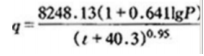 q = 8248.13(1+0.641lgP) / (t+40.3)^0.95